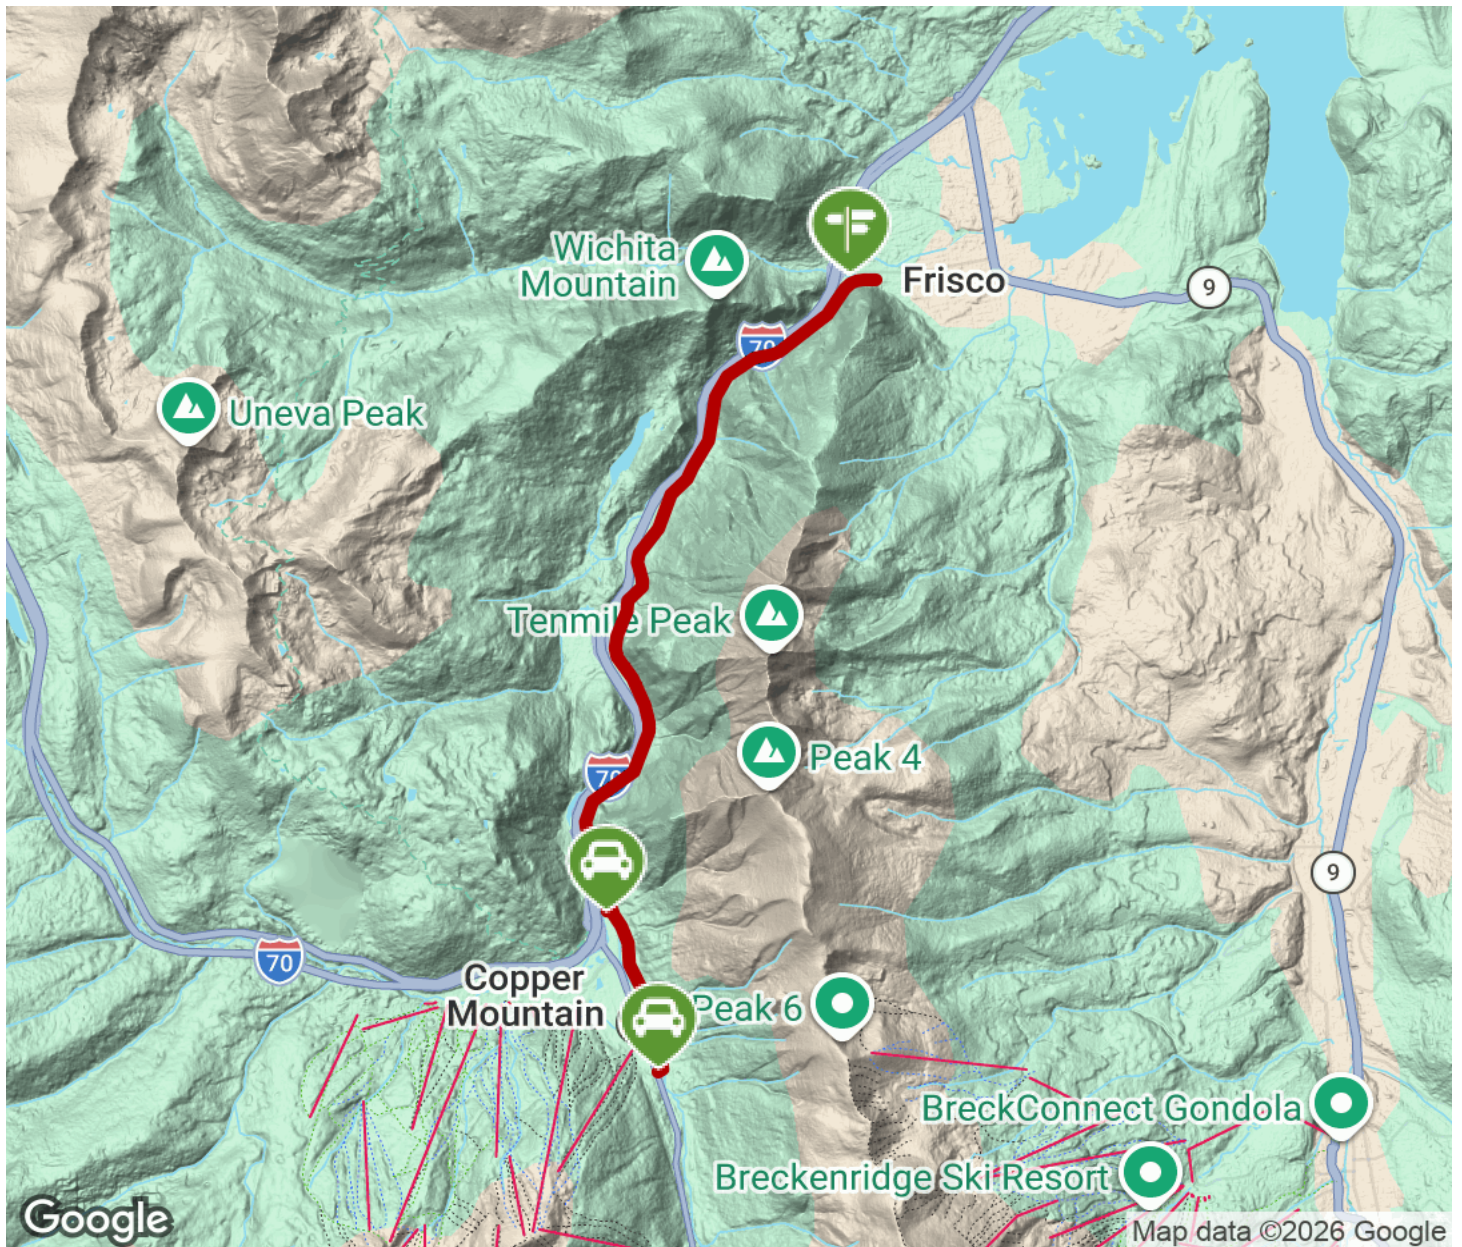 Wichita
Mountain
Frisco
9
70
Uneva Peak
Tenmile Peak
Peak 4
70
9
70
Copper
Mountain
Peak 6
BreckConnect Gondola
Breckenridge Ski Resort
Google
Map data ©2026 Google